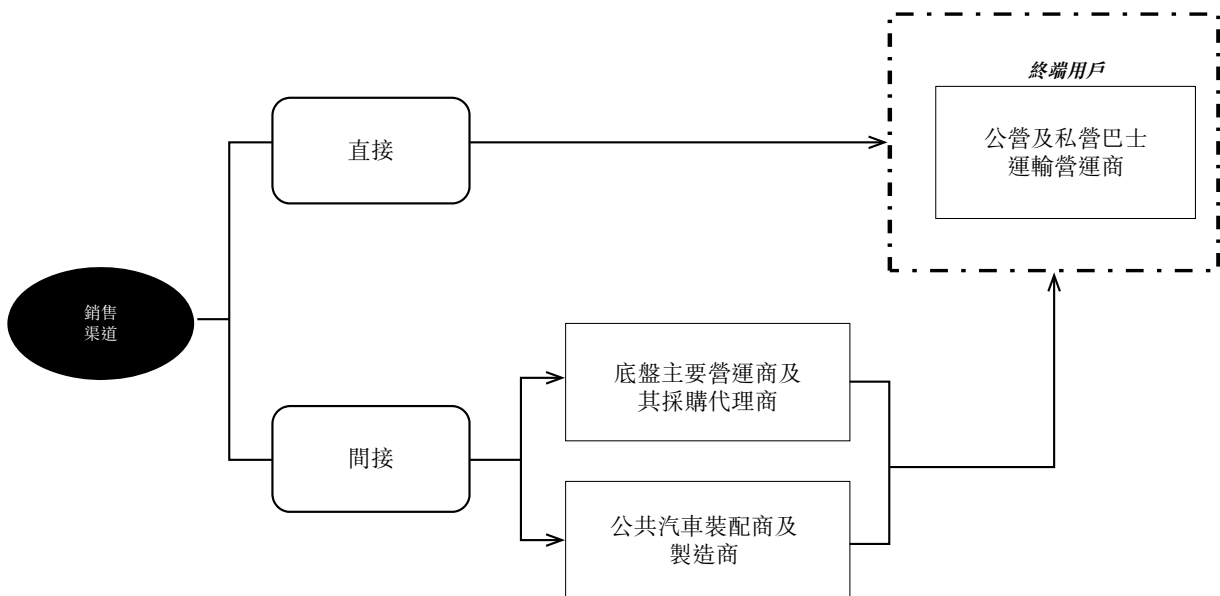 終端用戶
公營及私營巴士
運輸營運商
直接
銷售
渠道
底盤主要營運商及
其採購代理商
間接
公共汽車裝配商及
製造商